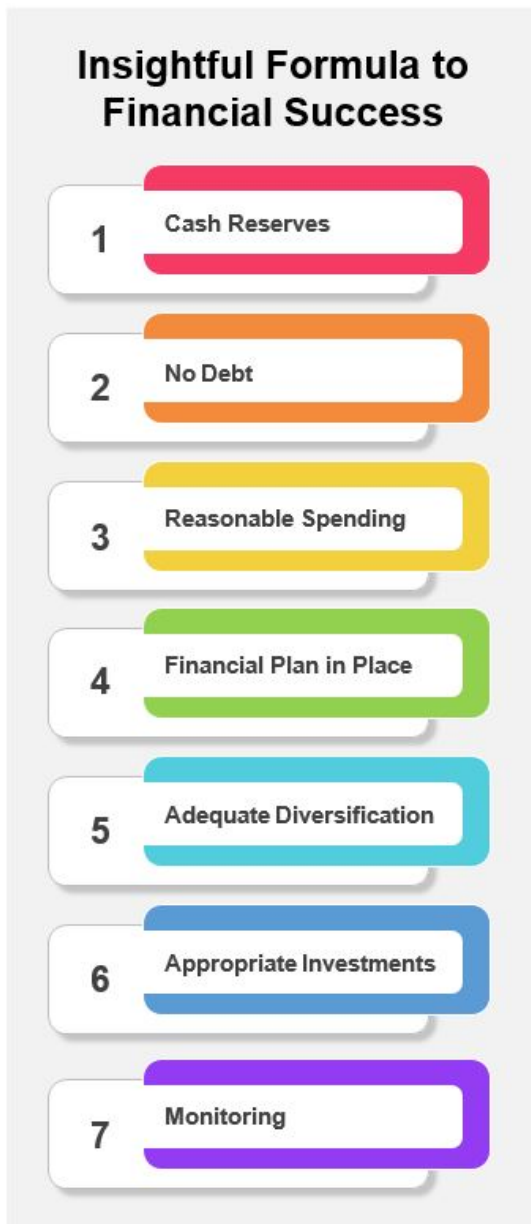 Insightful Formula to
Financial Success
1
Cash Reserves
2
No Debt
3
Reasonable Spending
4
Financial Plan in Place
5
Adequate Diversification
6
Appropriate Investments
7
Monitoring